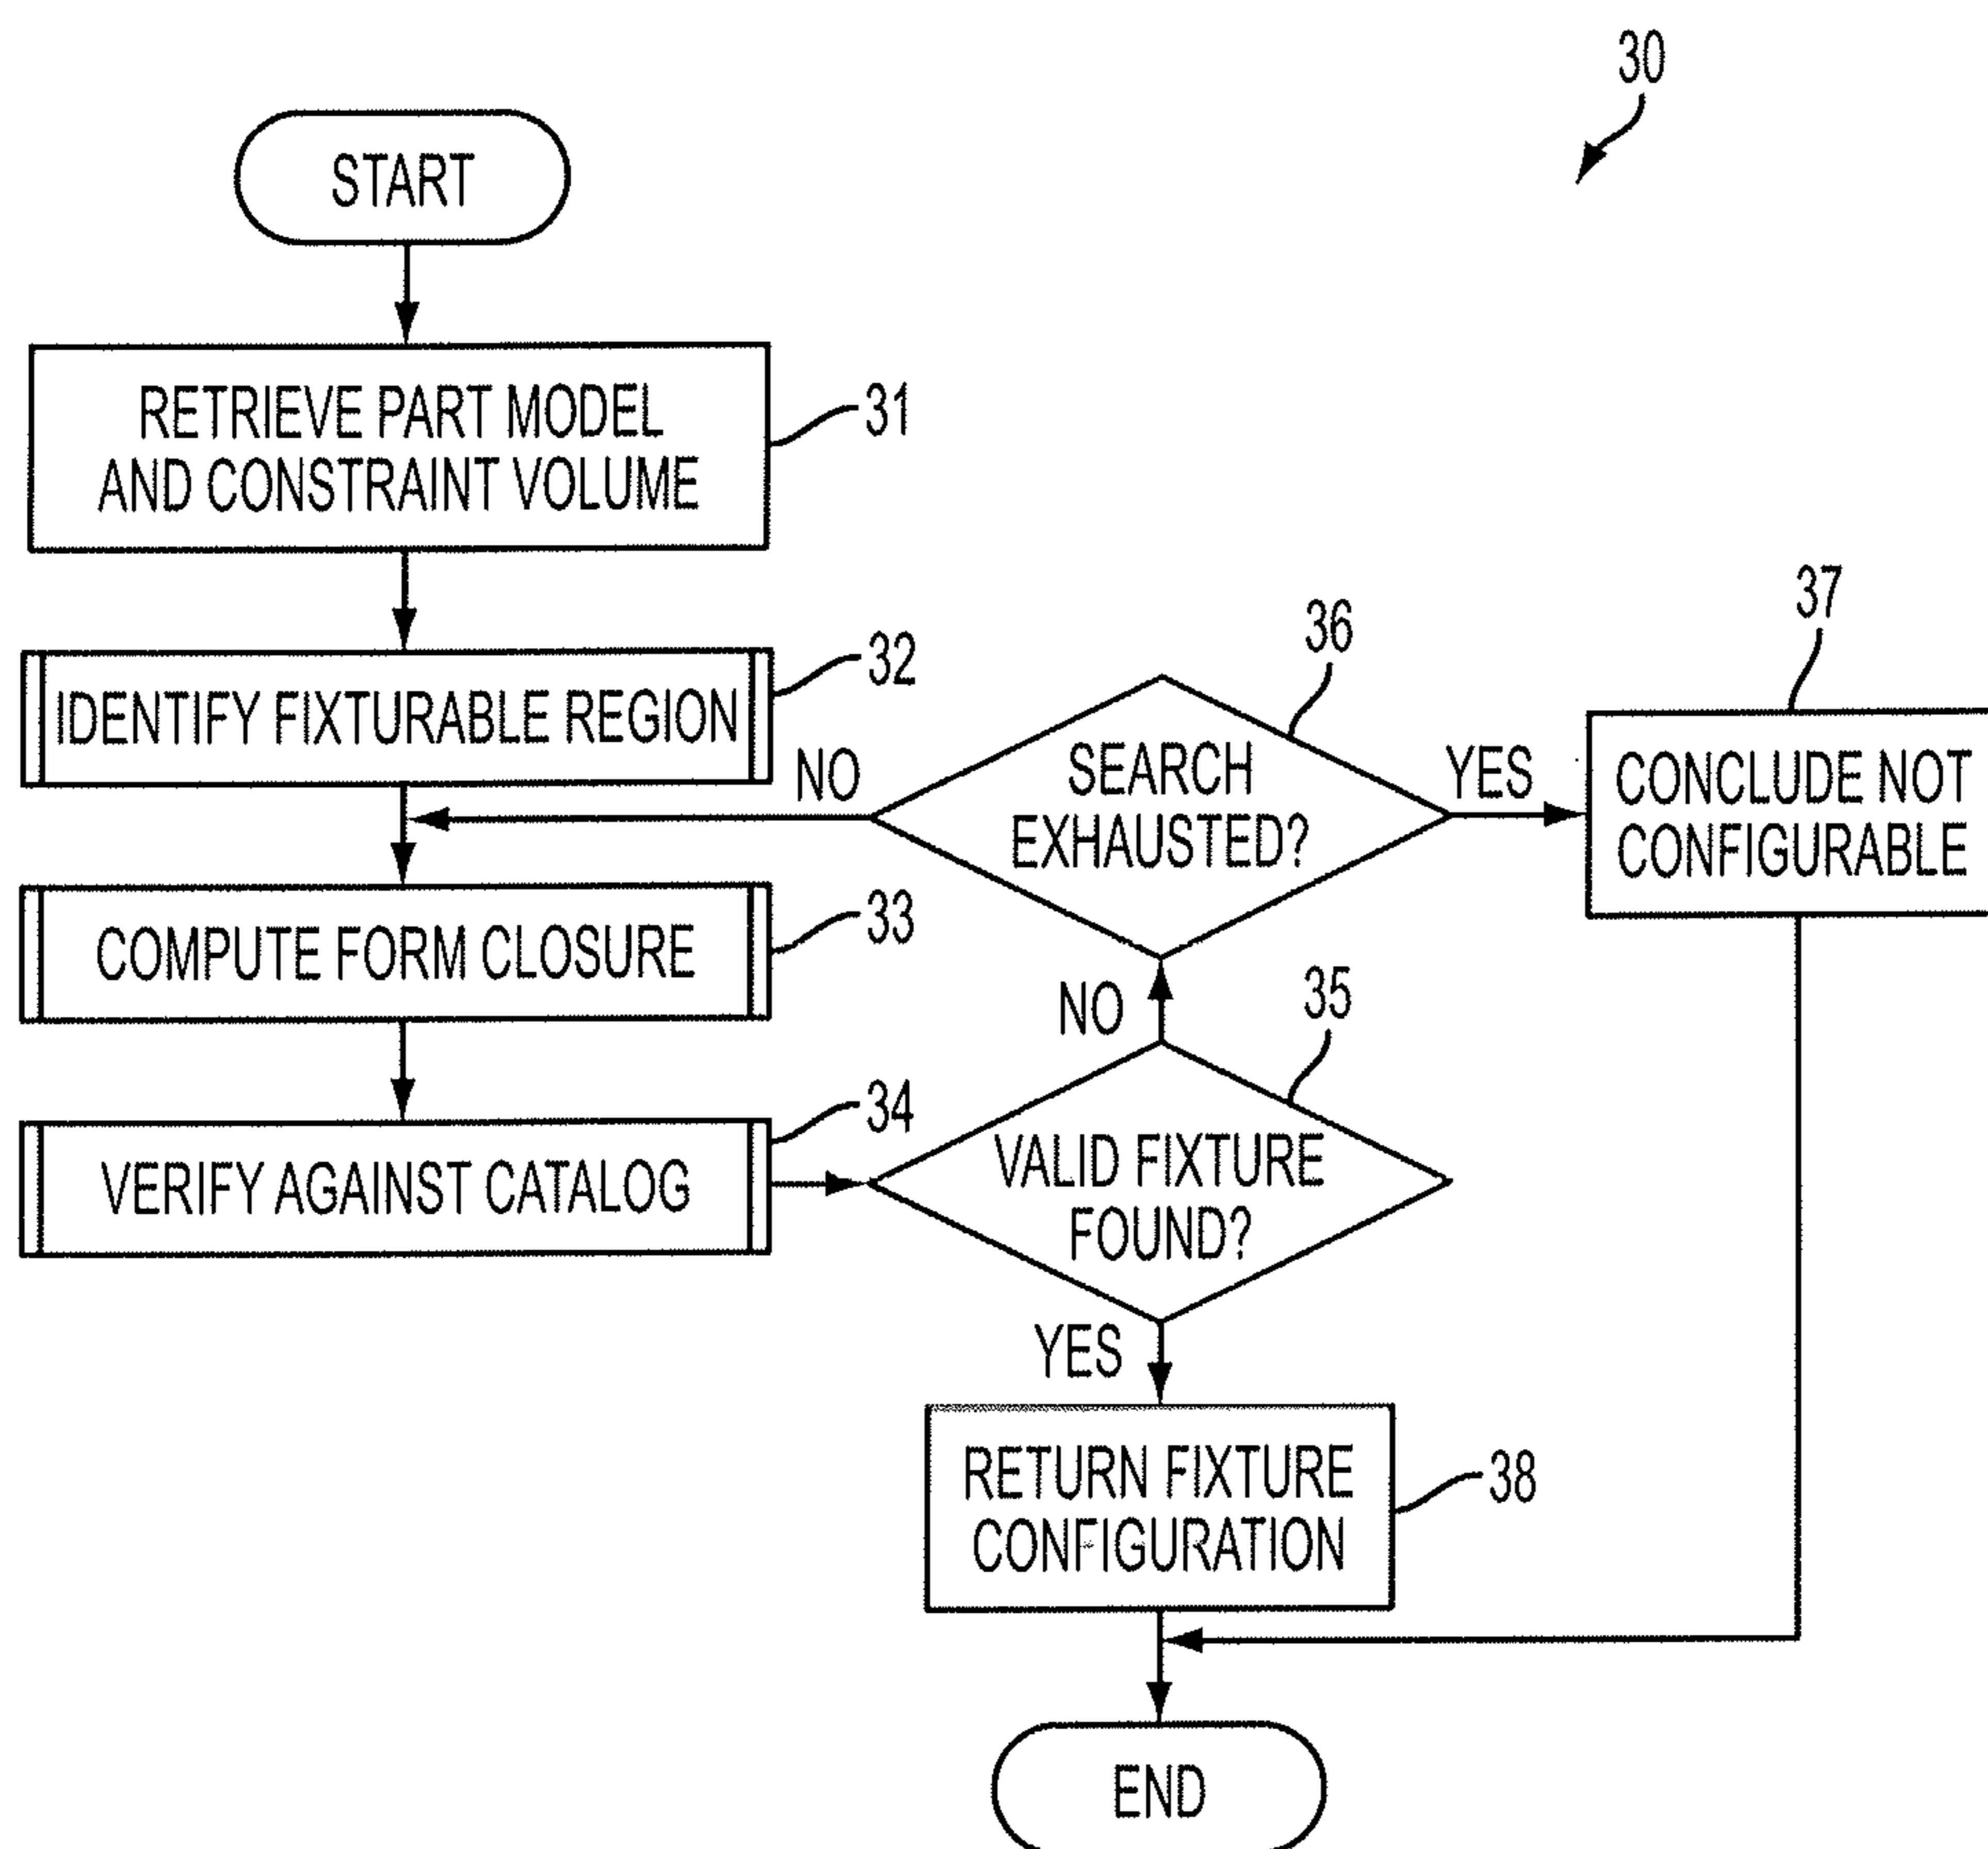 30
START
RETRIEVE PART MODEL
AND CONSTRAINT VOLUME
31
IDENTIFY FIXTURABLE REGION
32
COMPUTE FORM CLOSURE
33
VERIFY AGAINST CATALOG
34
VALID FIXTURE
FOUND?
35
NO
SEARCH
EXHAUSTED?
36
NO
YES
CONCLUDE NOT
CONFIGURABLE
37
YES
RETURN FIXTURE
CONFIGURATION
38
END